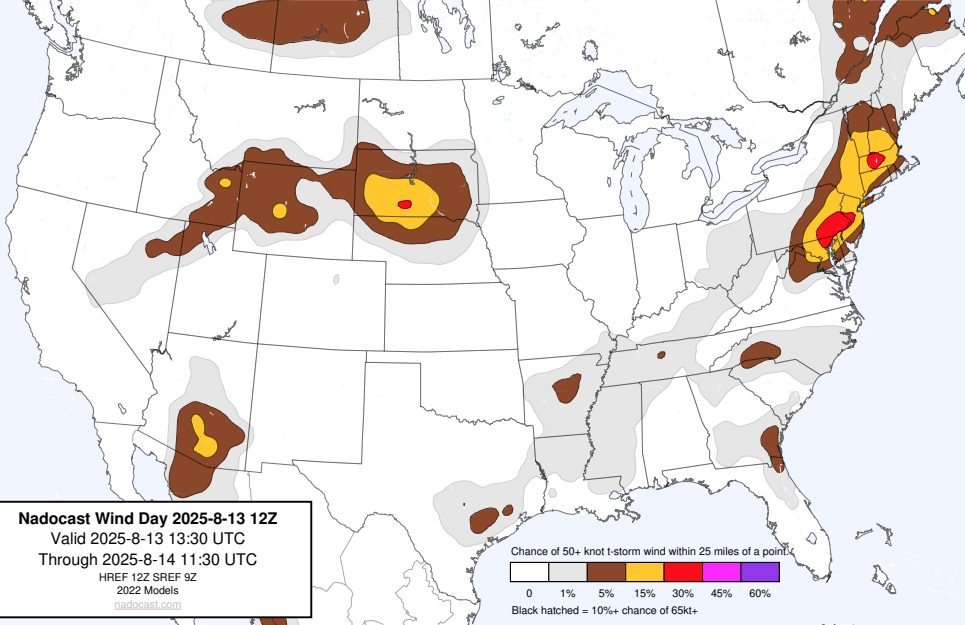 Nadocast Wind Day 2025-8-13 12Z
Valid 2025-8-13 13:30 UTC
Through 2025-8-14 11:30 UTC
HREF 12Z SREF 9Z
2022 Models
nadocast.com
Chance of 50+ knot t-storm wind within 25 miles of a point.
0 1% 5% 15% 30% 45% 60%
Black hatched = 10%+ chance of 65kt+